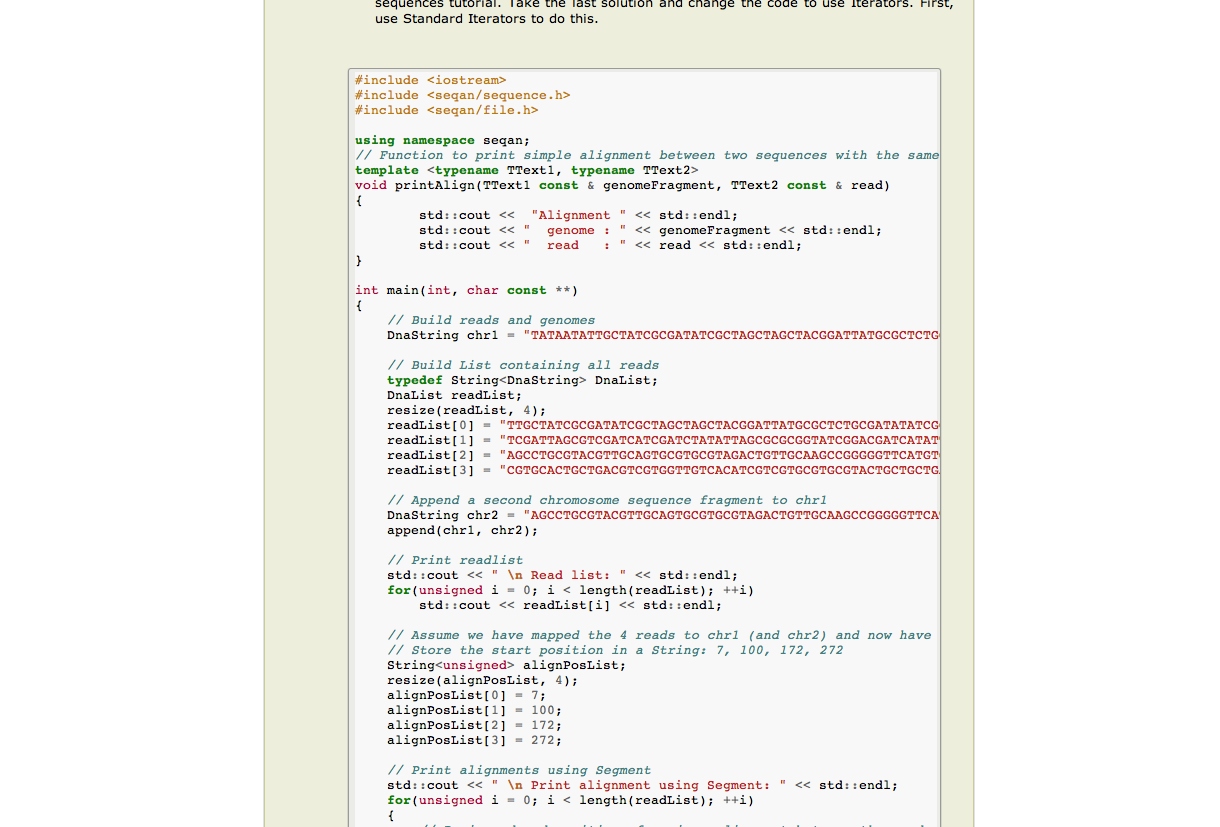 sequences tutorial. Take the last solution and change the code to use Iterators. First,
use Standard Iterators to do this.
#include <iostream>
#include <seqan/sequence.h>
#include <seqan/file.h>
using namespace seqan;
// Function to print simple alignment between two sequences with the same
template <typename TText1, typename TText2>
void printAlign(TText1 const & genomeFragment, TText2 const & read)
{
        std::cout <<  "Alignment " << std::endl;
        std::cout << "  genome : " << genomeFragment << std::endl;
        std::cout << "  read   : " << read << std::endl;
}
int main(int, char const **)
{
    // Build reads and genomes
    DnaString chr1 = "TATAATATTGCTATCGCGATATCGCTAGCTAGCTACGGATTATGCGCTCTG
    // Build List containing all reads
    typedef String<DnaString> DnaList;
    DnaList readList;
    resize(readList, 4);
    readList[0] = "TTGCTATCGCGATATCGCTAGCTAGCTACGGATTATGCGCTCTGCGATATATCG
    readList[1] = "TCGATTAGCGTCGATCATCGATCTATATTAGCGCGCGGTATCGGACGATCATAT
    readList[2] = "AGCCTGCGTACGTTGCAGTGCGTGCGTAGACTGTTGCAAGCCGGGGGTTCATGT
    readList[3] = "CGTGCACTGCTGACGTCGTGGTTGTCACATCGTCGTGCGTGCGTACTGCTGCTG
    // Append a second chromosome sequence fragment to chr1
    DnaString chr2 = "AGCCTGCGTACGTTGCAGTGCGTGCGTAGACTGTTGCAAGCCGGGGGTTCA
    append(chr1, chr2);
    // Print readlist
    std::cout << " \n Read list: " << std::endl;
    for(unsigned i = 0; i < length(readList); ++i)
        std::cout << readList[i] << std::endl;
    // Assume we have mapped the 4 reads to chr1 (and chr2) and now have
    // Store the start position in a String: 7, 100, 172, 272
    String<unsigned> alignPosList;
    resize(alignPosList, 4);
    alignPosList[0] = 7;
    alignPosList[1] = 100;
    alignPosList[2] = 172;
    alignPosList[3] = 272;
    // Print alignments using Segment
    std::cout << " \n Print alignment using Segment: " << std::endl;
    for(unsigned i = 0; i < length(readList); ++i)
    {